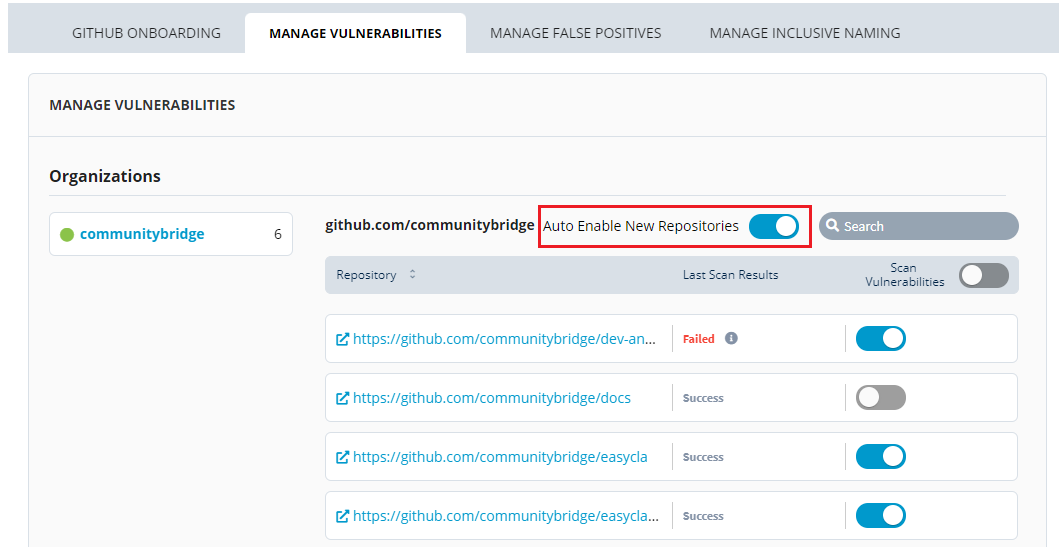 GITHUB ONBOARDING
MANAGE VULNERABILITIES
MANAGE FALSE POSITIVES
MANAGE INCLUSIVE NAMING
MANAGE VULNERABILITIES
Organizations
communitybridge 6
github.com/communitybridge
Auto Enable New Repositories
Search
Repository
Last Scan Results
Scan
Vulnerabilities
https://github.com/communitybridge/dev-an...
Failed
https://github.com/communitybridge/docs
Success
https://github.com/communitybridge/easycla
Success
https://github.com/communitybridge/easycla...
Success